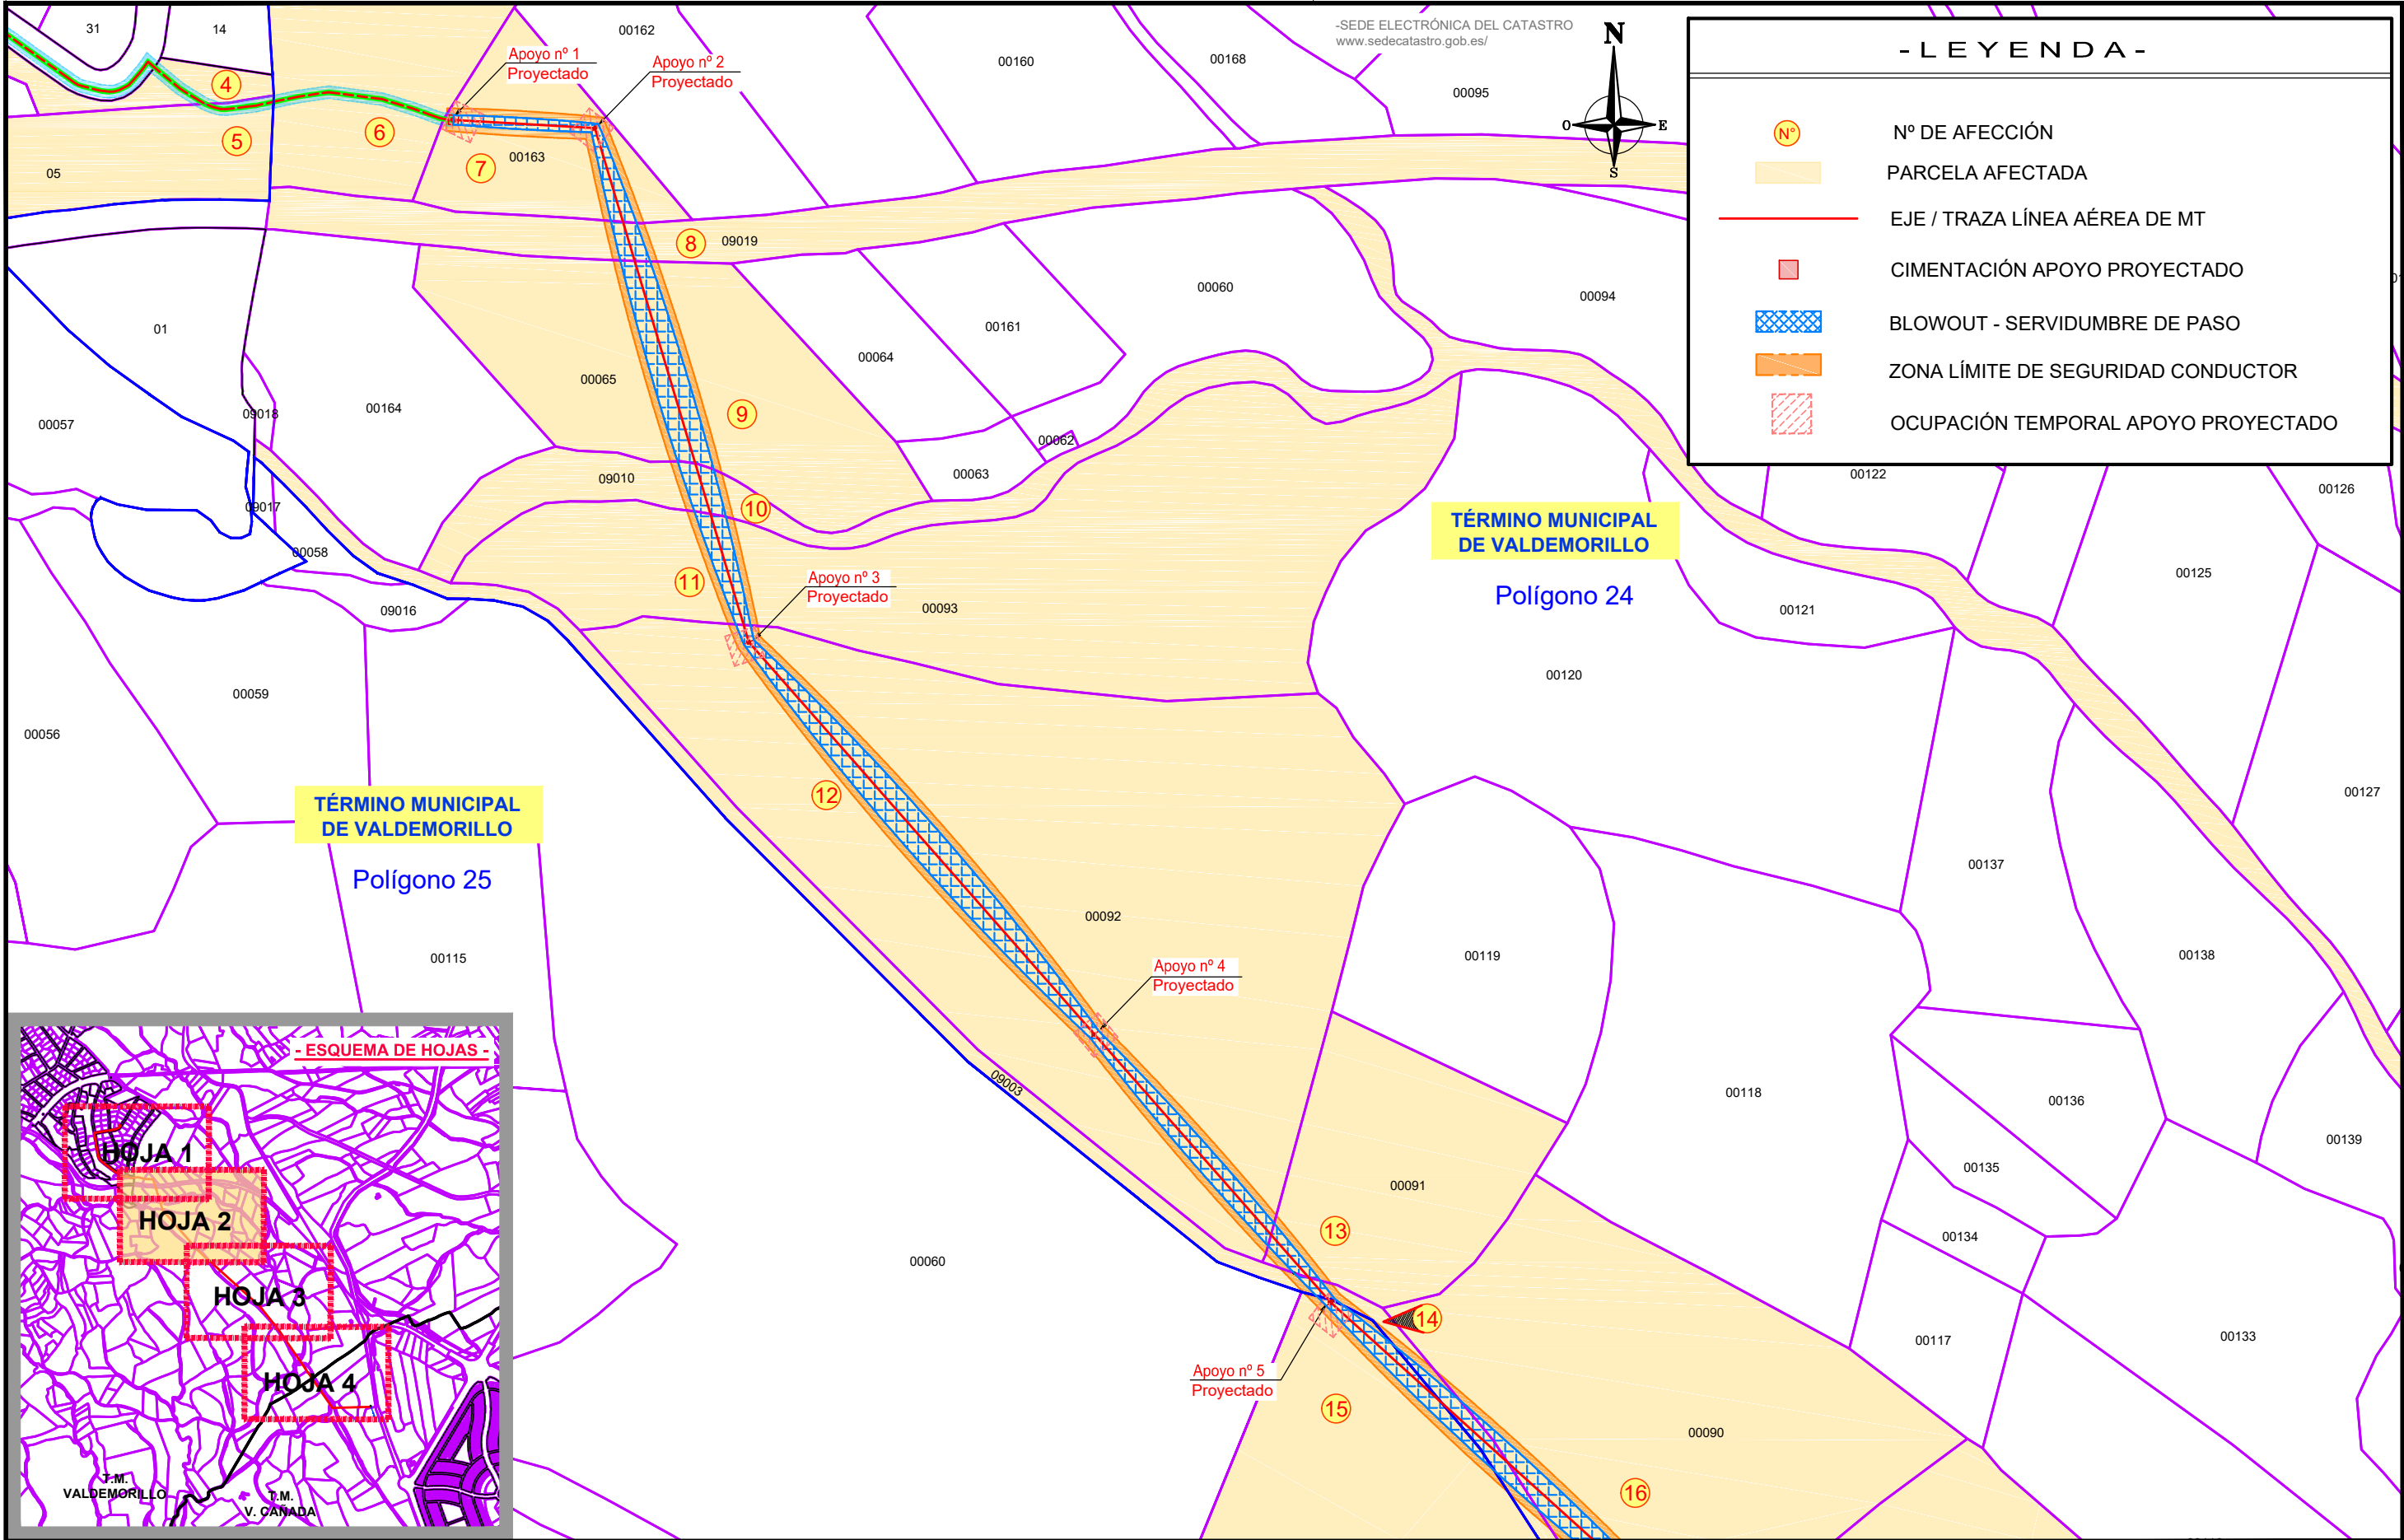 31
14
00162
-SEDE ELECTRÓNICA DEL CATASTRO
www.sedecatastro.gob.es/
N
O
E
S
-LEYENDA-
Nº
Nº DE AFECCIÓN
PARCELA AFECTADA
EJE / TRAZA LÍNEA AÉREA DE MT
CIMENTACIÓN APOYO PROYECTADO
BLOWOUT - SERVIDUMBRE DE PASO
ZONA LÍMITE DE SEGURIDAD CONDUCTOR
OCUPACIÓN TEMPORAL APOYO PROYECTADO
Apoyo nº 1
Proyectado
Apoyo nº 2
Proyectado
00160
00168
00095
4
5
6
7
00163
05
8
09019
01
00060
00094
00161
00064
00065
00164
09018
00057
9
00062
00063
09010
10
09017
00058
00122
00126
TÉRMINO MUNICIPAL
DE VALDEMORILLO
Polígono 24
11
Apoyo nº 3
Proyectado
00093
09016
00125
00121
00120
00059
00056
12
TÉRMINO MUNICIPAL
DE VALDEMORILLO
Polígono 25
00127
00137
00092
00115
00119
00138
Apoyo nº 4
Proyectado
09003
00118
00136
00139
00135
00091
13
00134
00060
14
00117
00133
Apoyo nº 5
Proyectado
15
00090
16
- ESQUEMA DE HOJAS -
HOJA 1
HOJA 2
HOJA 3
HOJA 4
T.M.
VALDEMORILLO
T.M.
V. CAÑADA